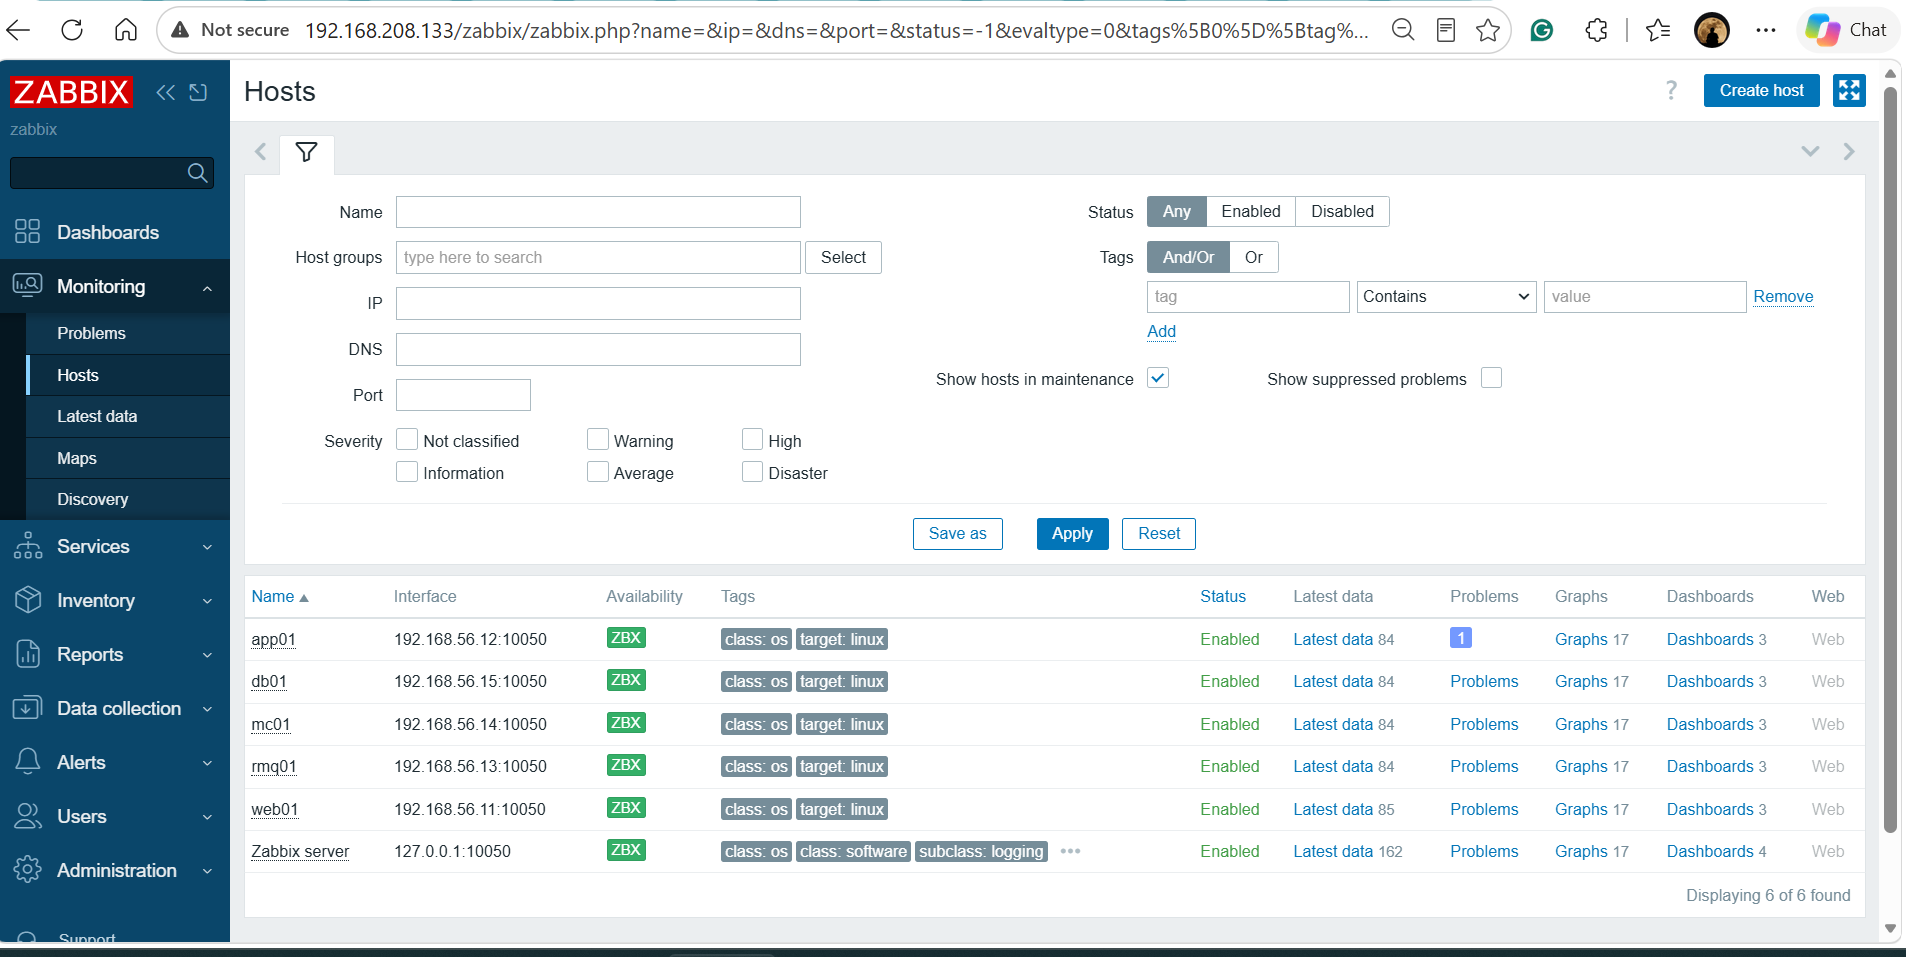 Not secure 192.168.208.133/zabbix/zabbix.php?name=&ip=&dns=&port=&status=-1&evaltype=0&tags%5B0%5D%5Btag%... Chat
ZABBIX
zabbix
Dashboards
Monitoring
Problems
Hosts
Latest data
Maps
Discovery
Services
Inventory
Reports
Data collection
Alerts
Users
Administration
Support
Hosts ? Create host
Name Status Any Enabled Disabled
Host groups type here to search Select Tags And/Or Or
IP tag Contains value Remove
Add
DNS
Show hosts in maintenance Show suppressed problems
Port
Severity Not classified Warning High
Information Average Disaster
Save as Apply Reset
Name Interface Availability Tags Status Latest data Problems Graphs Dashboards Web
app01 192.168.56.12:10050 ZBX class: os target: linux Enabled Latest data 84 1 Graphs 17 Dashboards 3 Web
db01 192.168.56.15:10050 ZBX class: os target: linux Enabled Latest data 84 Problems Graphs 17 Dashboards 3 Web
mc01 192.168.56.14:10050 ZBX class: os target: linux Enabled Latest data 84 Problems Graphs 17 Dashboards 3 Web
rmq01 192.168.56.13:10050 ZBX class: os target: linux Enabled Latest data 84 Problems Graphs 17 Dashboards 3 Web
web01 192.168.56.11:10050 ZBX class: os target: linux Enabled Latest data 85 Problems Graphs 17 Dashboards 3 Web
Zabbix server 127.0.0.1:10050 ZBX class: os class: software subclass: logging ••• Enabled Latest data 162 Problems Graphs 17 Dashboards 4 Web
Displaying 6 of 6 found